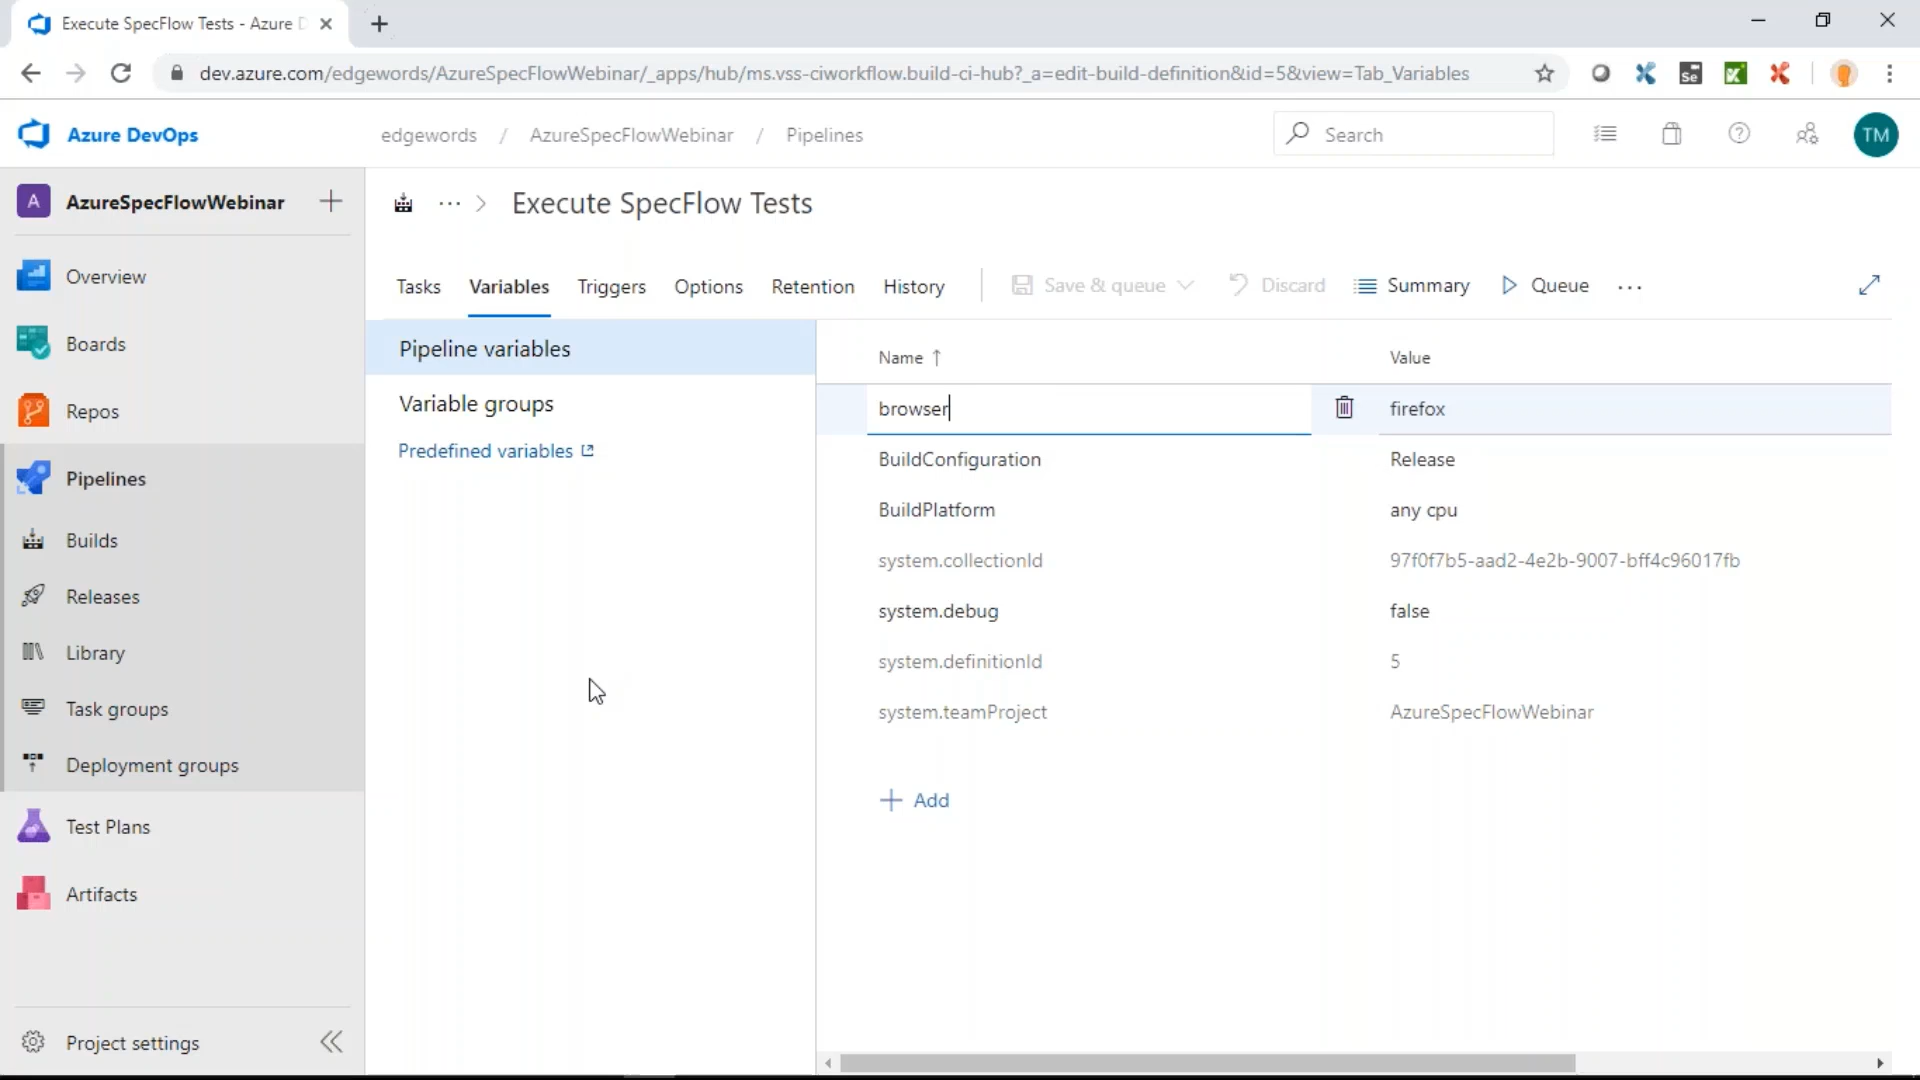 Execute SpecFlow Tests - Azure D
dev.azure.com/edgewords/AzureSpecFlowWebinar/_apps/hub/ms.vss-ciworkflow.build-ci-hub?_a=edit-build-definition&id=5&view=Tab_Variables
Se
Azure DevOps
edgewords / AzureSpecFlowWebinar / Pipelines
Search
TM
A AzureSpecFlowWebinar
Overview
Boards
Repos
Pipelines
Builds
Releases
Library
Task groups
Deployment groups
Test Plans
Artifacts
Project settings
Execute SpecFlow Tests
Tasks Variables Triggers Options Retention History Save & queue Discard Summary Queue
Pipeline variables
Variable groups
Predefined variables
Name Value
browser firefox
BuildConfiguration Release
BuildPlatform any cpu
system.collectionId 97f0f7b5-aad2-4e2b-9007-bff4c96017fb
system.debug false
system.definitionId 5
system.teamProject AzureSpecFlowWebinar
Add